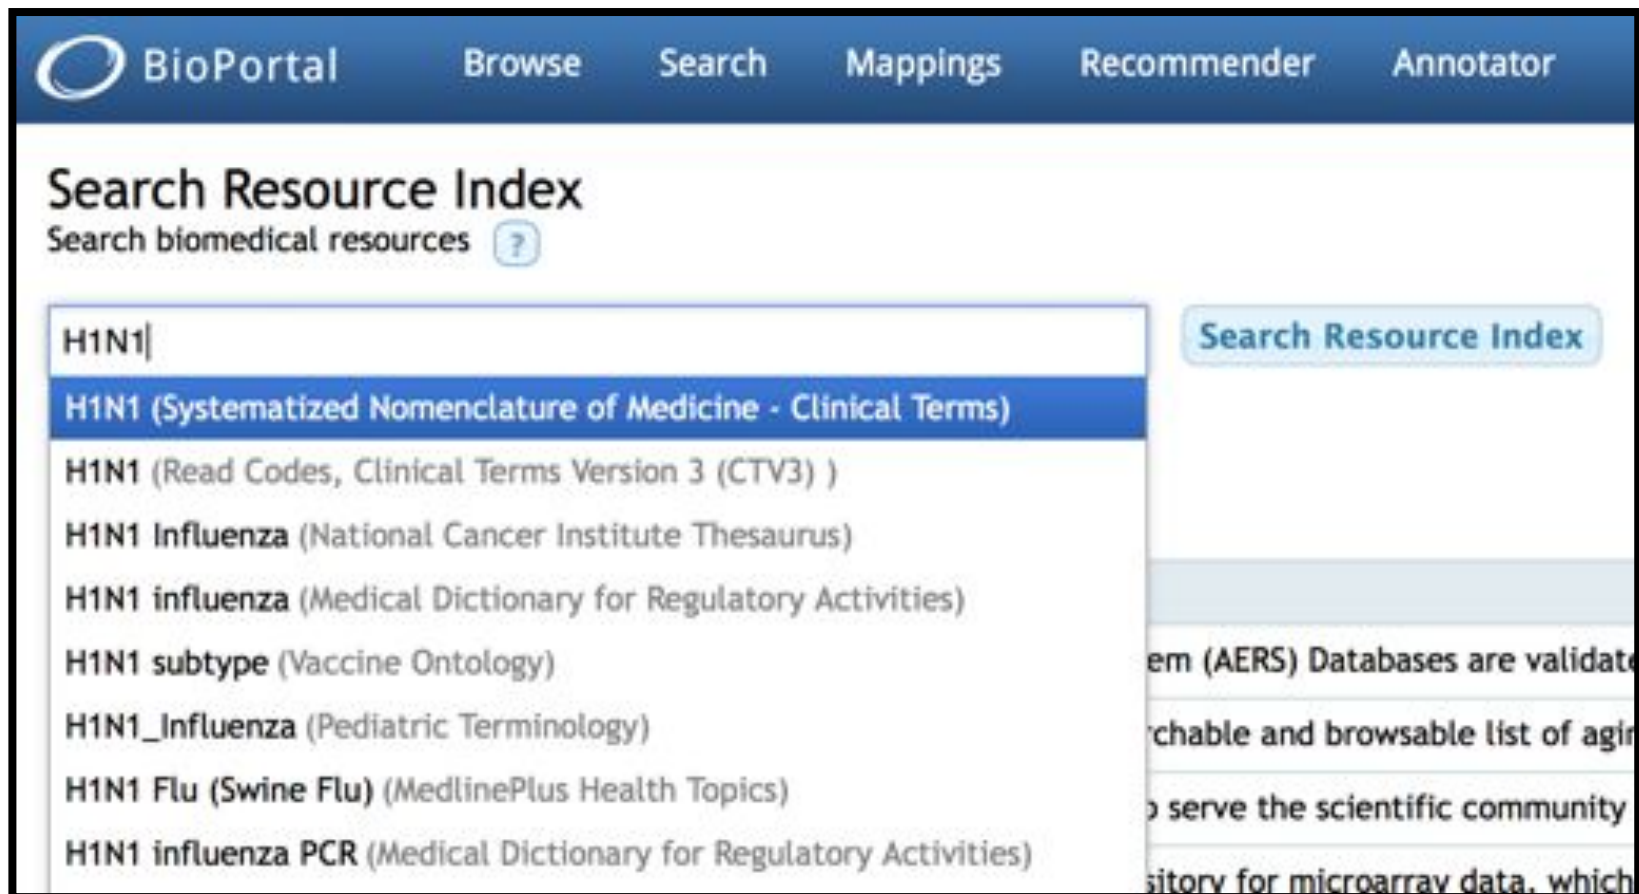 BioPortal Browse Search Mappings Recommender Annotator
Search Resource Index
Search biomedical resources ?
H1N1 Search Resource Index
H1N1 (Systematized Nomenclature of Medicine - Clinical Terms)
H1N1 (Read Codes, Clinical Terms Version 3 (CTV3) )
H1N1 Influenza (National Cancer Institute Thesaurus)
H1N1 influenza (Medical Dictionary for Regulatory Activities)
H1N1 subtype (Vaccine Ontology)
em (AERS) Databases are validate
H1N1_Influenza (Pediatric Terminology)
chable and browsable list of agin
H1N1 Flu (Swine Flu) (MedlinePlus Health Topics)
serve the scientific community
H1N1 influenza PCR (Medical Dictionary for Regulatory Activities)
sitory for microarray data, which